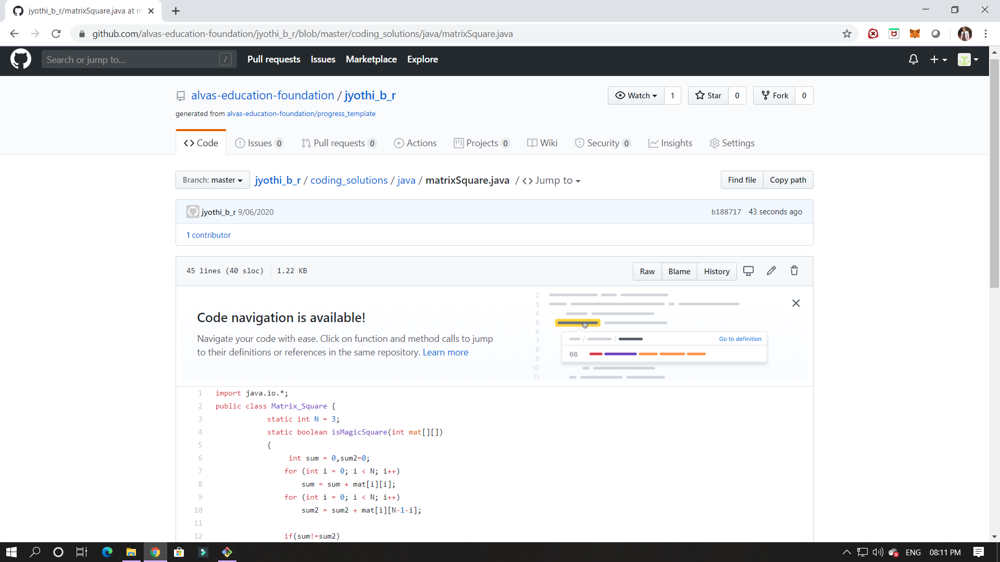 jyothi_b_r/matrixSquare.java at m
github.com/alvas-education-foundation/jyothi_b_r/blob/master/coding_solutions/java/matrixSquare.java
Search or jump to... / Pull requests Issues Marketplace Explore
alvas-education-foundation / jyothi_b_r Watch 1 Star 0 Fork 0
generated from alvas-education-foundation/progress_template
Code Issues 0 Pull requests 0 Actions Projects 0 Wiki Security 0 Insights Settings
Branch: master jyothi_b_r / coding_solutions / java / matrixSquare.java / <> Jump to Find file Copy path
jyothi_b_r 9/06/2020 b188717 43 seconds ago
1 contributor
45 lines (40 sloc) 1.22 KB Raw Blame History
2
3
4
5
6
7
8
9
10
11
Go to definition
66
Code navigation is available!
Navigate your code with ease. Click on function and method calls to jump
to their definitions or references in the same repository. Learn more
1 import java.io.*;
2 public class Matrix_Square {
3 static int N = 3;
4 static boolean isMagicSquare(int mat[][])
5 {
6 int sum = 0,sum2=0;
7 for (int i = 0; i < N; i++)
8 sum = sum + mat[i][i];
9 for (int i = 0; i < N; i++)
10 sum2 = sum2 + mat[i][N-1-i];
11
12 if(sum!=sum2)
ENG 08:11 PM